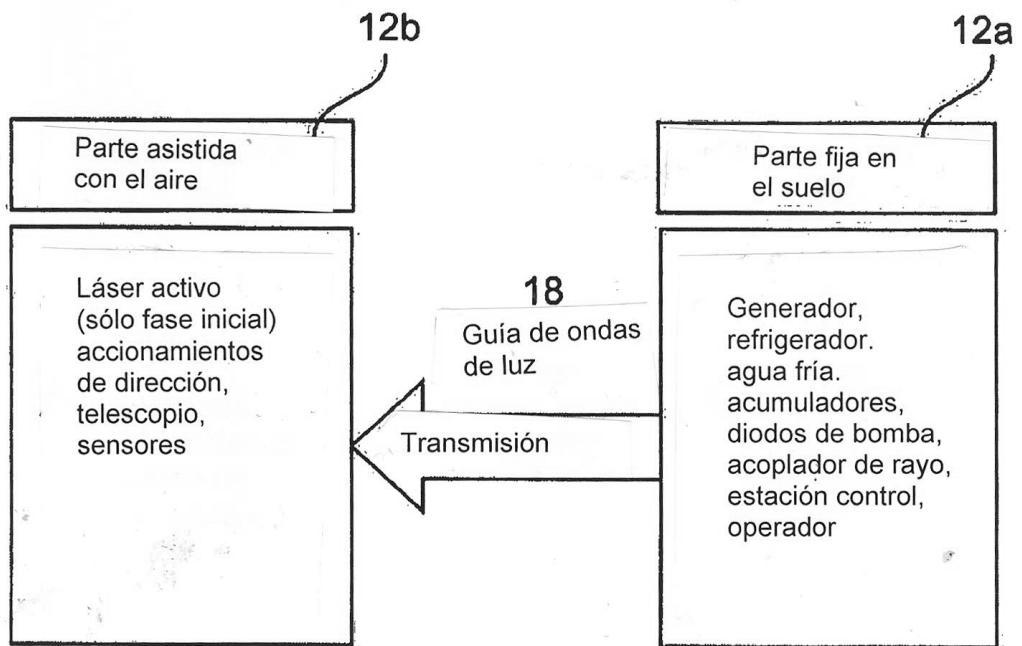 12b
12a
Parte asistida
con el aire
Parte fija en
el suelo
Láser activo
(sólo fase inicial)
accionamientos
de dirección,
telescopio,
sensores
18
Guía de ondas
de luz
Transmisión
Generador,
refrigerador.
agua fría.
acumuladores,
diodos de bomba,
acoplador de rayo,
estación control,
operador